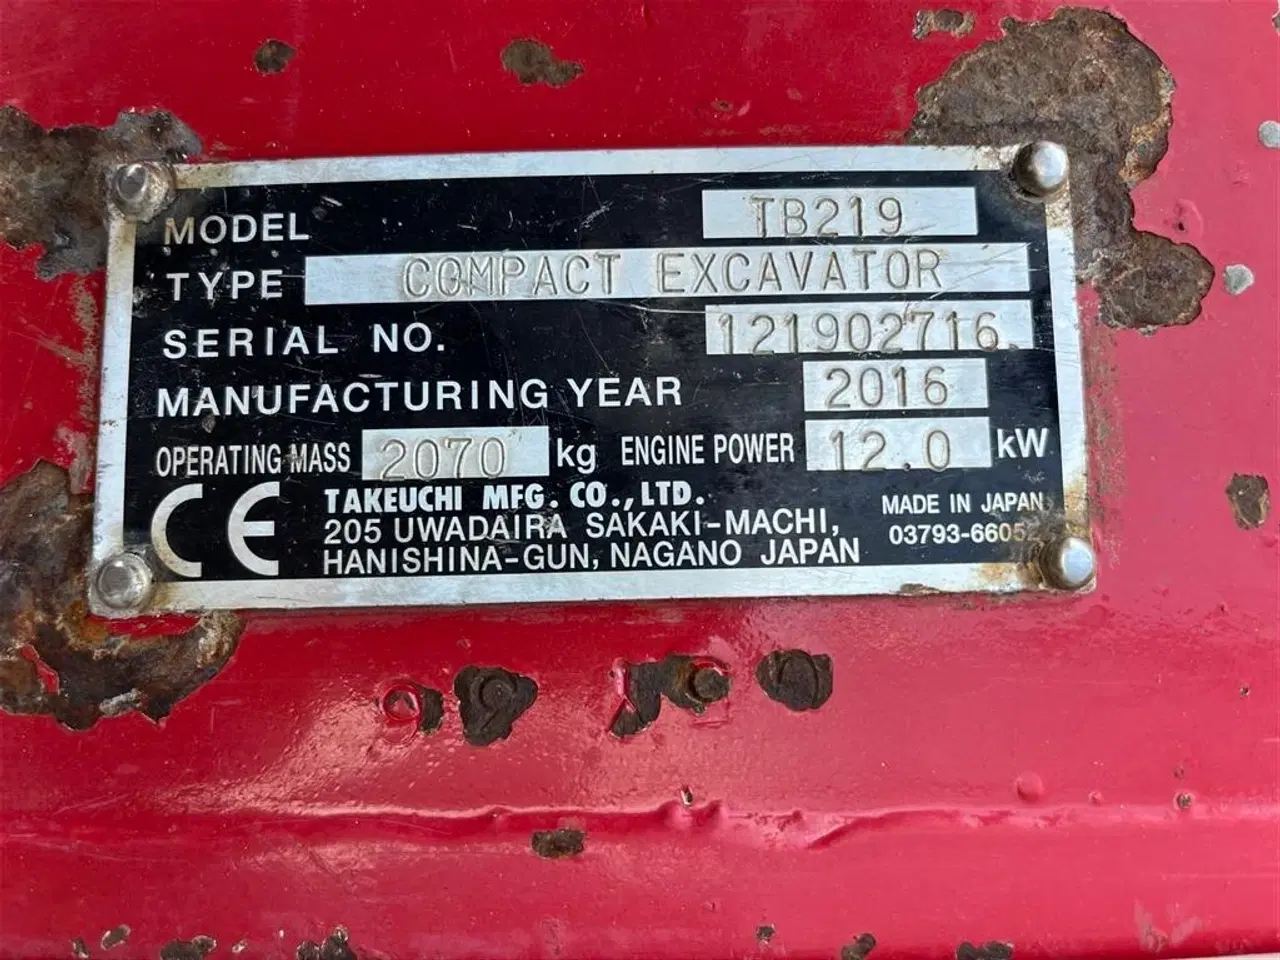 MODEL TB219
TYPE COMPACT EXCAVATOR
SERIAL NO. 121902716.
MANUFACTURING YEAR 2016
OPERATING MASS 2070 kg ENGINE POWER 12.0 kW
CE
TAKEUCHI MFG. CO., LTD.
205 UWADAIRA SAKAKI-MACHI,
HANISHINA-GUN, NAGANO JAPAN
MADE IN JAPAN
03793-66052